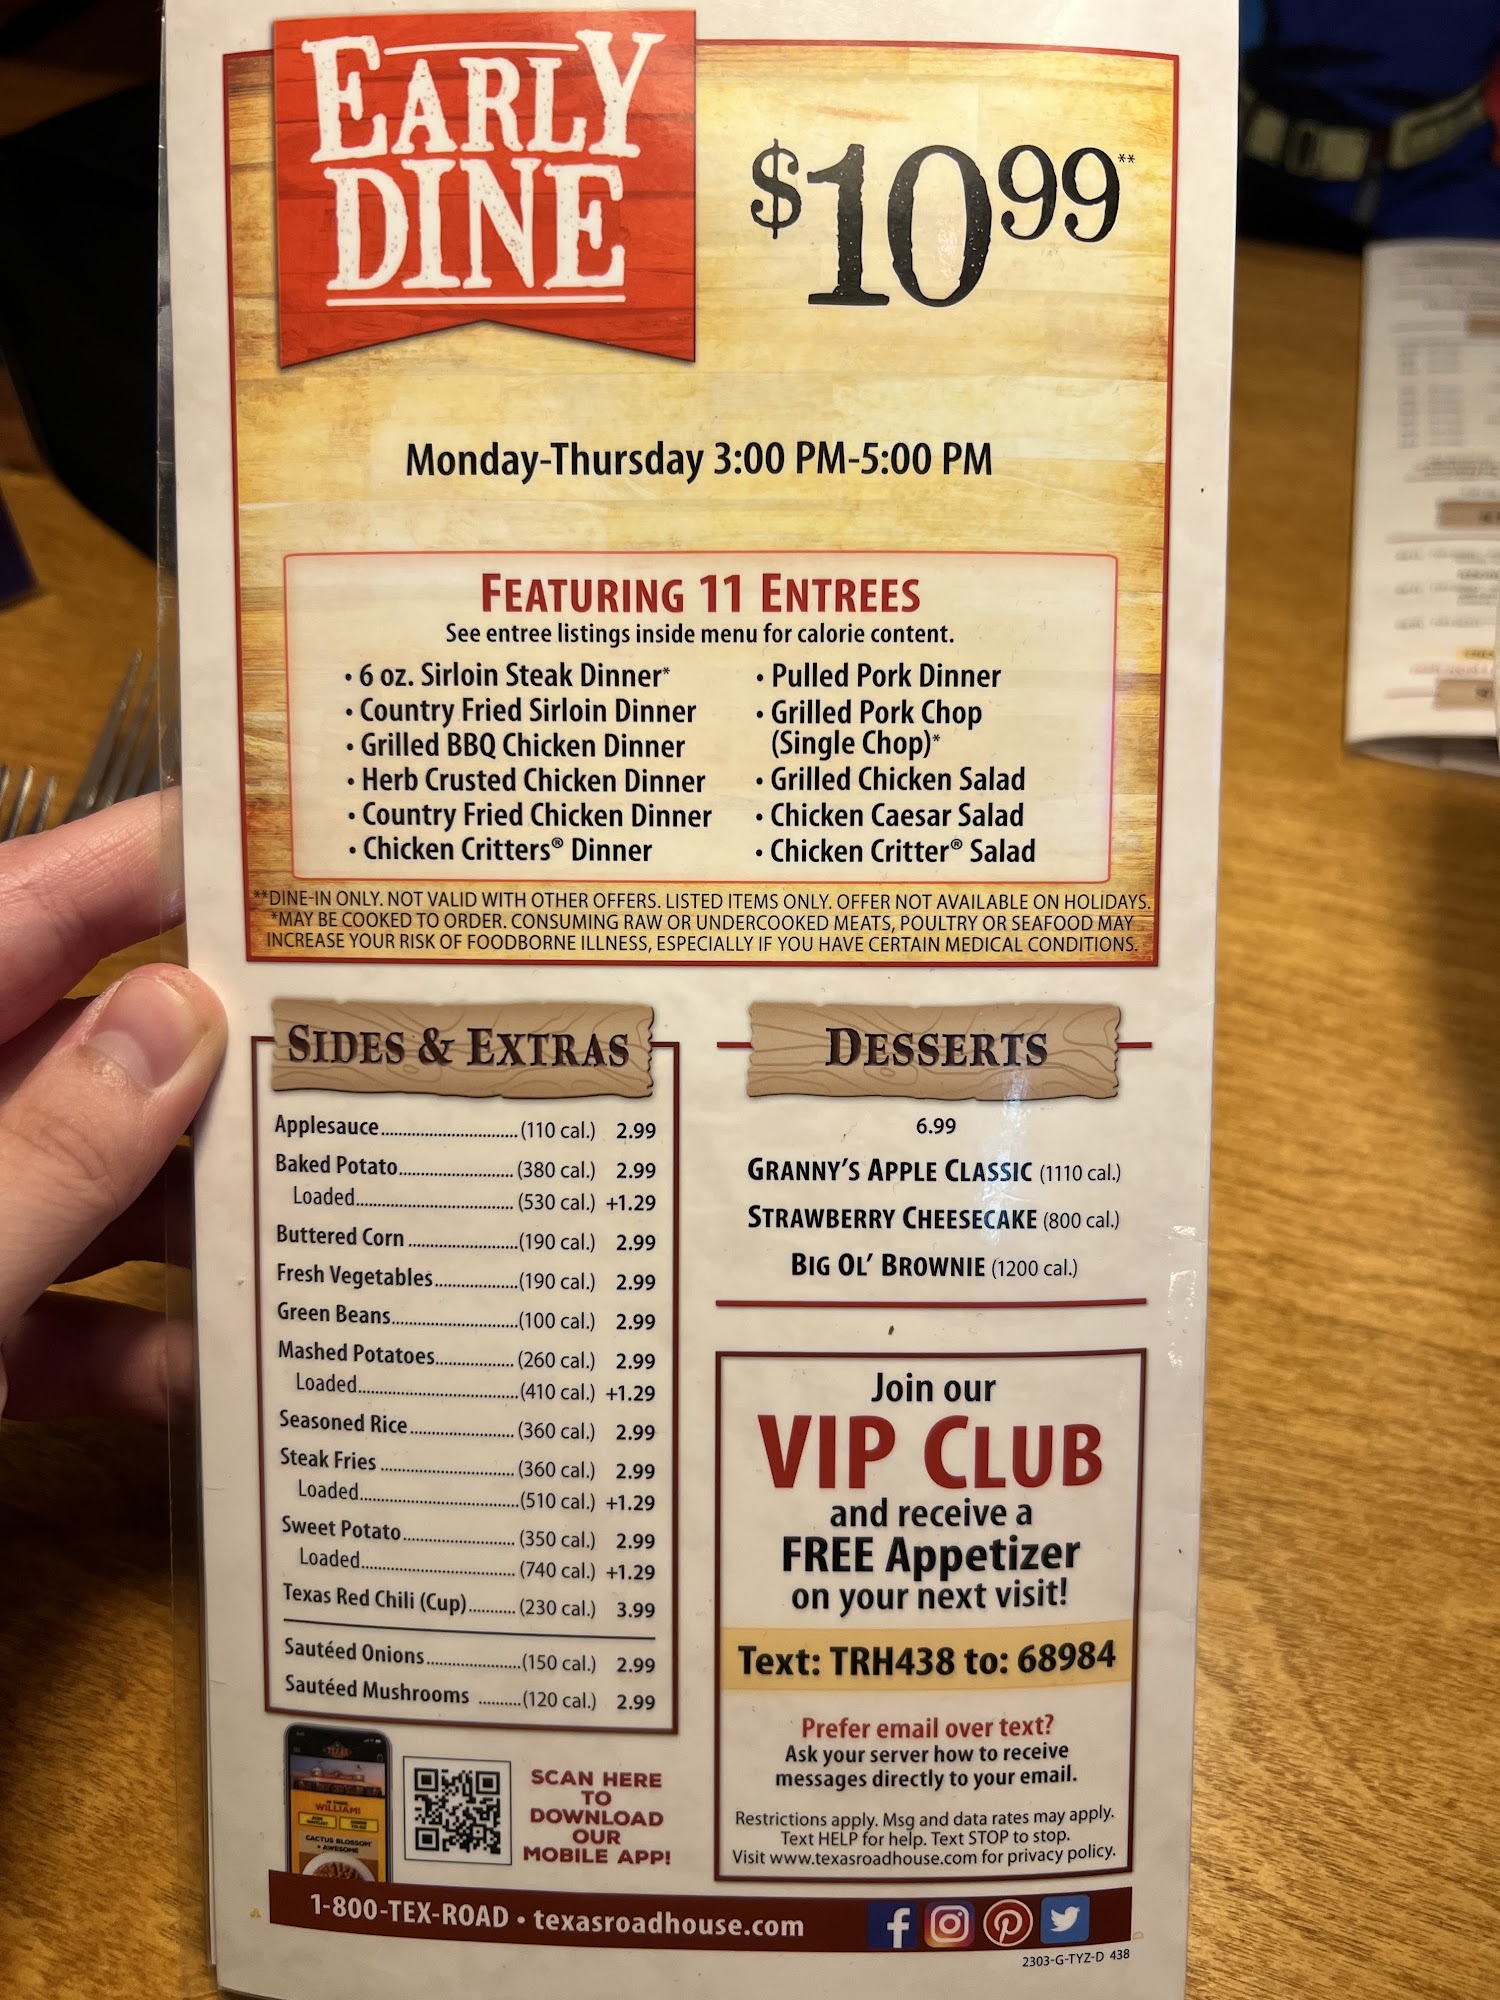 EARLY
DINE
$10.99**
Monday-Thursday 3:00 PM-5:00 PM
FEATURING 11 ENTREES
See entree listings inside menu for calorie content.
• 6 oz. Sirloin Steak Dinner*
• Country Fried Sirloin Dinner
• Grilled BBQ Chicken Dinner
• Herb Crusted Chicken Dinner
• Country Fried Chicken Dinner
• Chicken Critters® Dinner
• Pulled Pork Dinner
• Grilled Pork Chop
(Single Chop)*
• Grilled Chicken Salad
• Chicken Caesar Salad
• Chicken Critter® Salad
**DINE-IN ONLY. NOT VALID WITH OTHER OFFERS. LISTED ITEMS ONLY. OFFER NOT AVAILABLE ON HOLIDAYS.
*MAY BE COOKED TO ORDER. CONSUMING RAW OR UNDERCOOKED MEATS, POULTRY OR SEAFOOD MAY
INCREASE YOUR RISK OF FOODBORNE ILLNESS, ESPECIALLY IF YOU HAVE CERTAIN MEDICAL CONDITIONS.
SIDES & EXTRAS
Applesauce (110 cal.) 2.99
Baked Potato (380 cal.) 2.99
Loaded (530 cal.) +1.29
Buttered Corn (190 cal.) 2.99
Fresh Vegetables (190 cal.) 2.99
Green Beans (100 cal.) 2.99
Mashed Potatoes (260 cal.) 2.99
Loaded (410 cal.) +1.29
Seasoned Rice (360 cal.) 2.99
Steak Fries (360 cal.) 2.99
Loaded (510 cal.) +1.29
Sweet Potato (350 cal.) 2.99
Loaded (740 cal.) +1.29
Texas Red Chili (Cup) (230 cal.) 3.99
Sautéed Onions (150 cal.) 2.99
Sautéed Mushrooms (120 cal.) 2.99
DESSERTS
6.99
GRANNY'S APPLE CLASSIC (1110 cal.)
STRAWBERRY CHEESECAKE (800 cal.)
BIG OL' BROWNIE (1200 cal.)
Join our
VIP CLUB
and receive a
FREE Appetizer
on your next visit!
Text: TRH438 to: 68984
Prefer email over text?
Ask your server how to receive
messages directly to your email.
Restrictions apply. Msg and data rates may apply.
Text HELP for help. Text STOP to stop.
Visit www.texasroadhouse.com for privacy policy.
TEXAS
WILLIAM!
CACTUS BLOSSOM
+ AWESOME
SCAN HERE
TO
DOWNLOAD
OUR
MOBILE APP!
1-800-TEX-ROAD • texasroadhouse.com
2303-G-TYZ-D 438